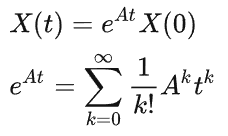 X(t) = e^{At} X(0)
e^{At} = \sum_{k=0}^{\infty} \frac{1}{k!} A^k t^k